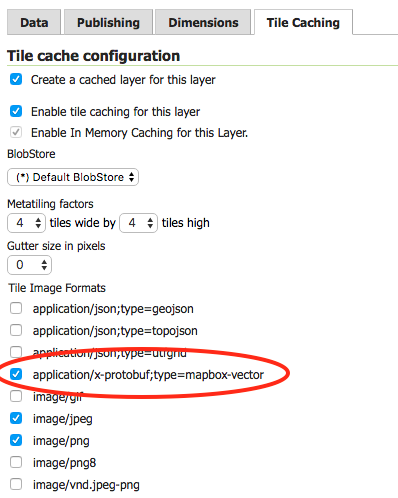 Data Publishing Dimensions Tile Caching
Tile cache configuration
Create a cached layer for this layer
Enable tile caching for this layer
Enable In Memory Caching for this Layer.
BlobStore
(*) Default BlobStore
Metatiling factors
4 tiles wide by 4 tiles high
Gutter size in pixels
0
Tile Image Formats
application/json;type=geojson
application/json;type=topojson
application/json;type=utfgrid
application/x-protobuf;type=mapbox-vector
image/gif
image/jpeg
image/png
image/png8
image/vnd.jpeg-png